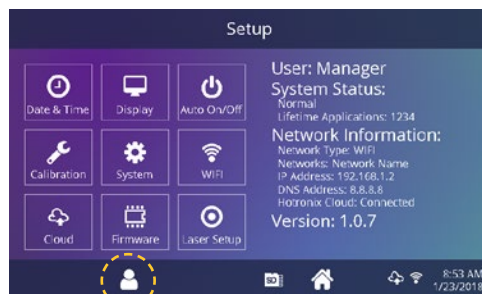 Setup
Date & Time
Display
Auto On/Off
Calibration
System
WIFI
Cloud
Firmware
Laser Setup
User: Manager
System Status:
Normal
Lifetime Applications: 1234
Network Information:
Network Type: WIFI
Networks: Network Name
IP Address: 192.168.1.2
DNS Address: 8.8.8.8
Hotronix Cloud: Connected
Version: 1.0.7
SD
8:53 AM
1/23/2018